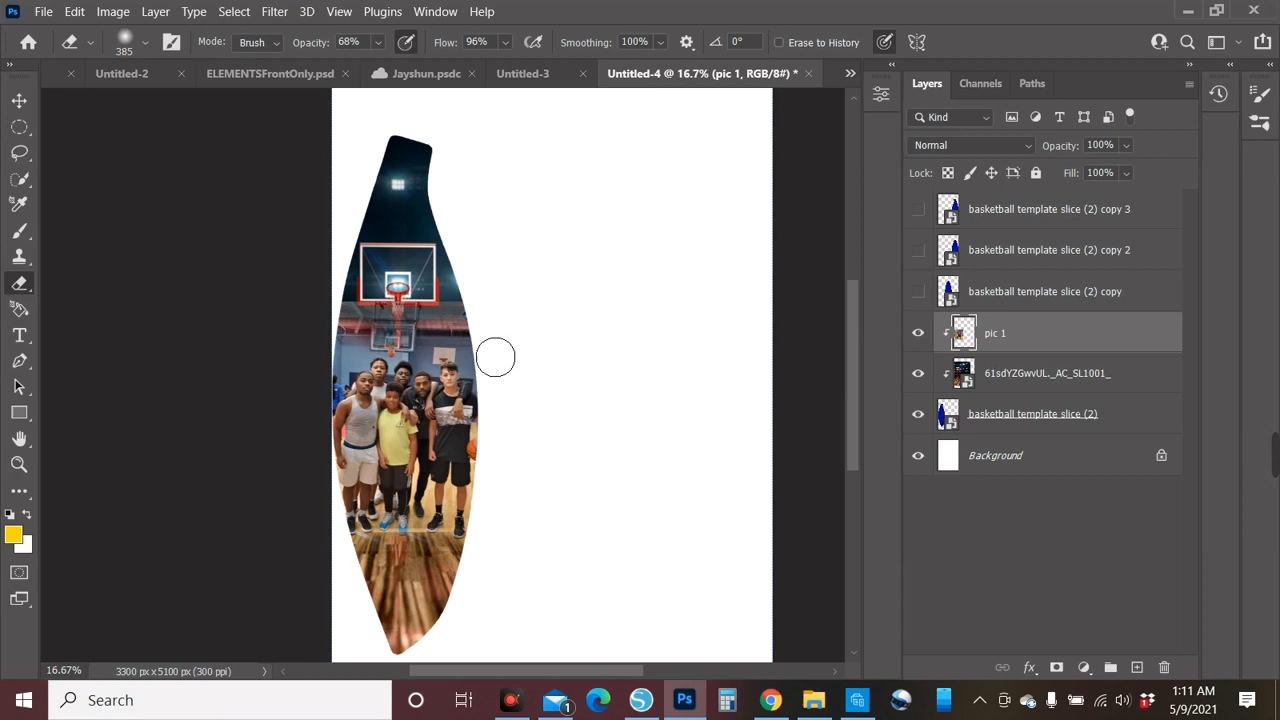 Ps File Edit Image Layer Type Select Filter 3D View Plugins Window Help
385 Mode: Brush Opacity: 68% Flow: 96% Smoothing: 100% 0° Erase to History
Untitled-2 × ELEMENTSFrontOnly.psd × Jayshun.psdc × Untitled-3 × Untitled-4 @ 16.7% (pic 1, RGB/8#) * ×
Layers Channels Paths
Kind
Normal Opacity: 100%
Lock: Fill: 100%
basketball template slice (2) copy 3
basketball template slice (2) copy 2
basketball template slice (2) copy
pic 1
61sdYZGwvUL._AC_SL1001_
basketball template slice (2)
Background
16.67% 3300 px x 5100 px (300 ppi)
Search
1
Ps
1:11 AM
5/9/2021